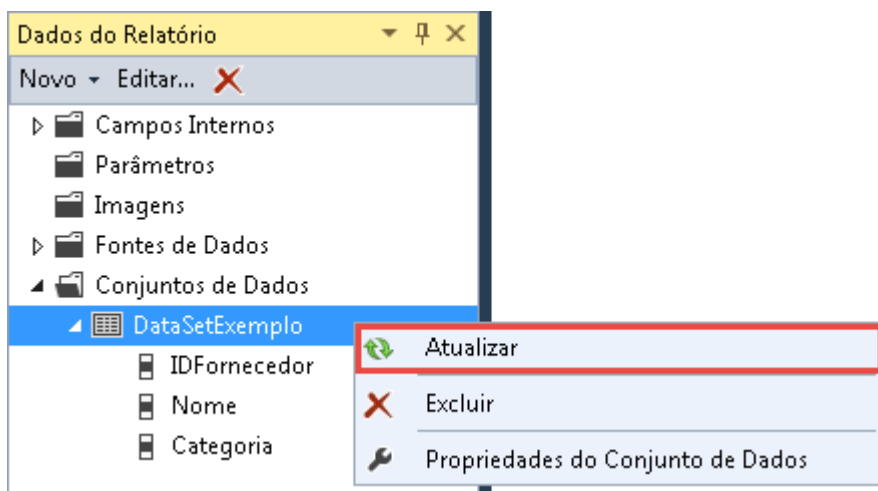 Dados do Relatório
Novo Editar...
Campos Internos
Parâmetros
Imagens
Fontes de Dados
Conjuntos de Dados
DataSetExemplo
IDFornecedor
Nome
Categoria
Atualizar
Excluir
Propriedades do Conjunto de Dados